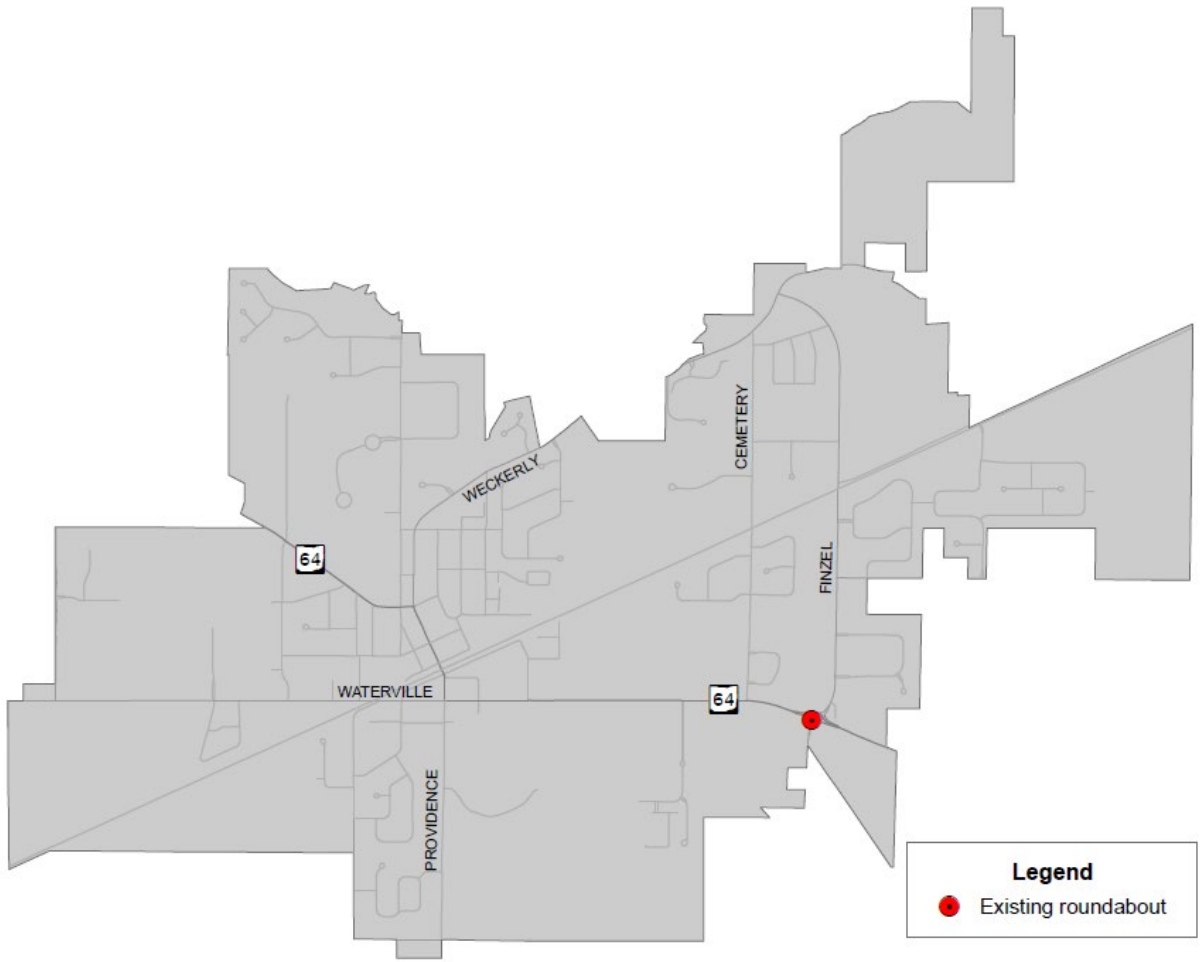 CEMETERY
WECKERLY
64
FINZEL
WATERVILLE
64
PROVIDENCE
Legend
Existing roundabout